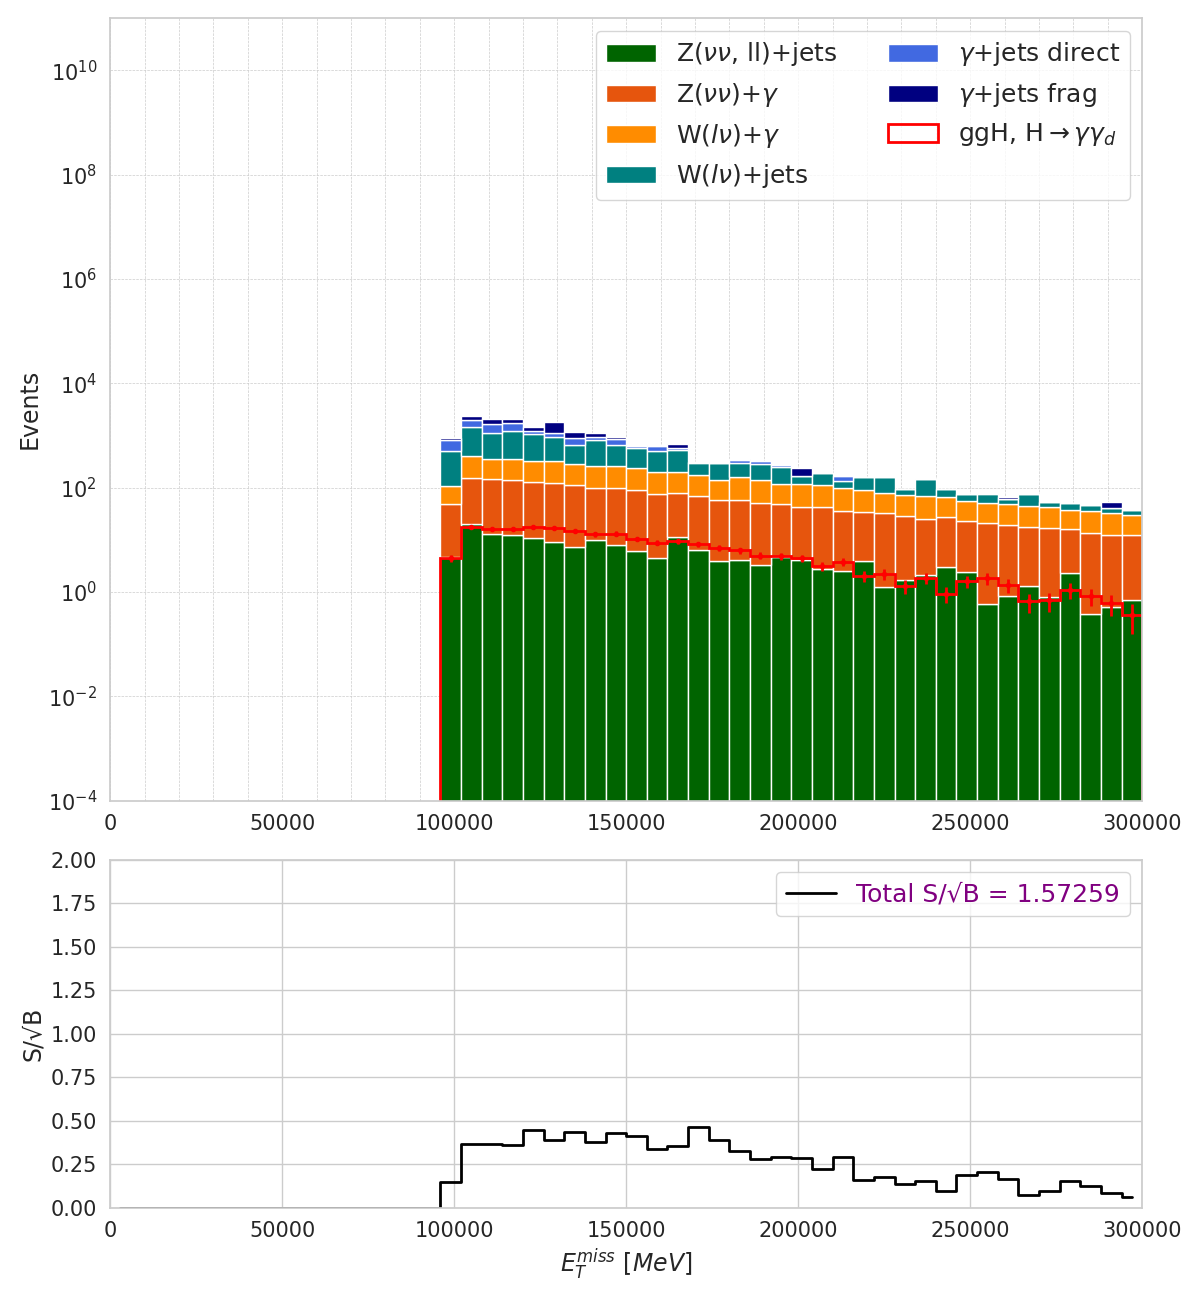 Z(νν, ll)+jets
Z(νν)+γ
W(lν)+γ
W(lν)+jets
γ+jets direct
γ+jets frag
ggH, H→γγ_d
Events
10^10
10^8
10^6
10^4
10^2
10^0
10^−2
10^−4
0 50000 100000 150000 200000 250000 300000
Total S/√B = 1.57259
S/√B
2.00
1.75
1.50
1.25
1.00
0.75
0.50
0.25
0.00
0 50000 100000 150000 200000 250000 300000
E_T^miss [MeV]